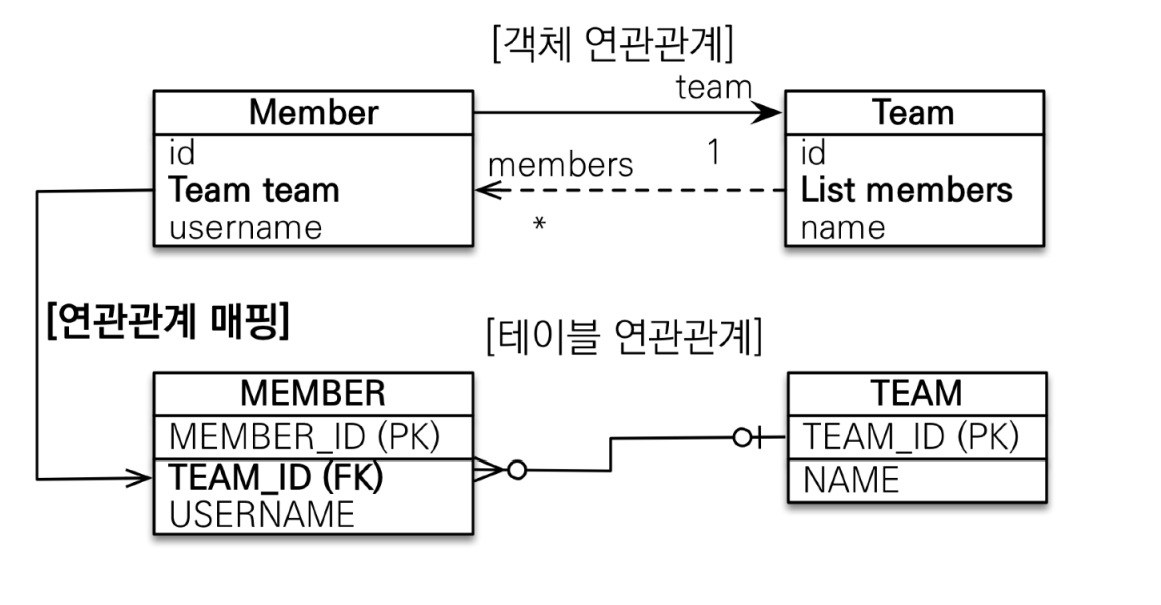 [객체 연관관계]
team
Member
id
Team team
username
members
1
*
Team
id
List members
name
[연관관계 매핑]
[테이블 연관관계]
MEMBER
MEMBER_ID (PK)
TEAM_ID (FK)
USERNAME
TEAM
TEAM_ID (PK)
NAME